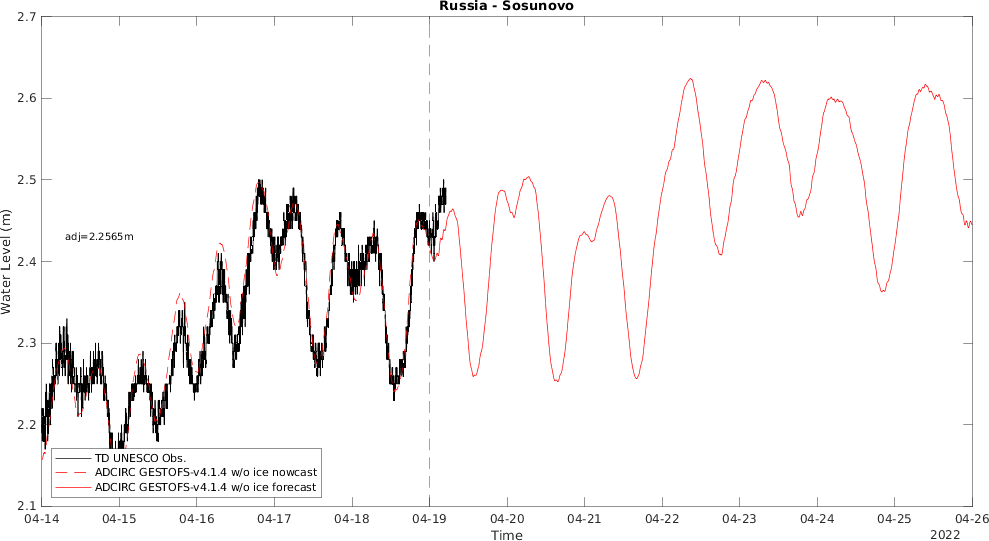 Russia - Sosunovo
2.7
2.6
2.5
2.4
2.3
2.2
2.1
Water Level (m)
adj=2.2565m
TD UNESCO Obs.
ADCIRC GESTOFS-v4.1.4 w/o ice nowcast
ADCIRC GESTOFS-v4.1.4 w/o ice forecast
04-14 04-15 04-16 04-17 04-18 04-19 04-20 04-21 04-22 04-23 04-24 04-25 04-26
Time
2022